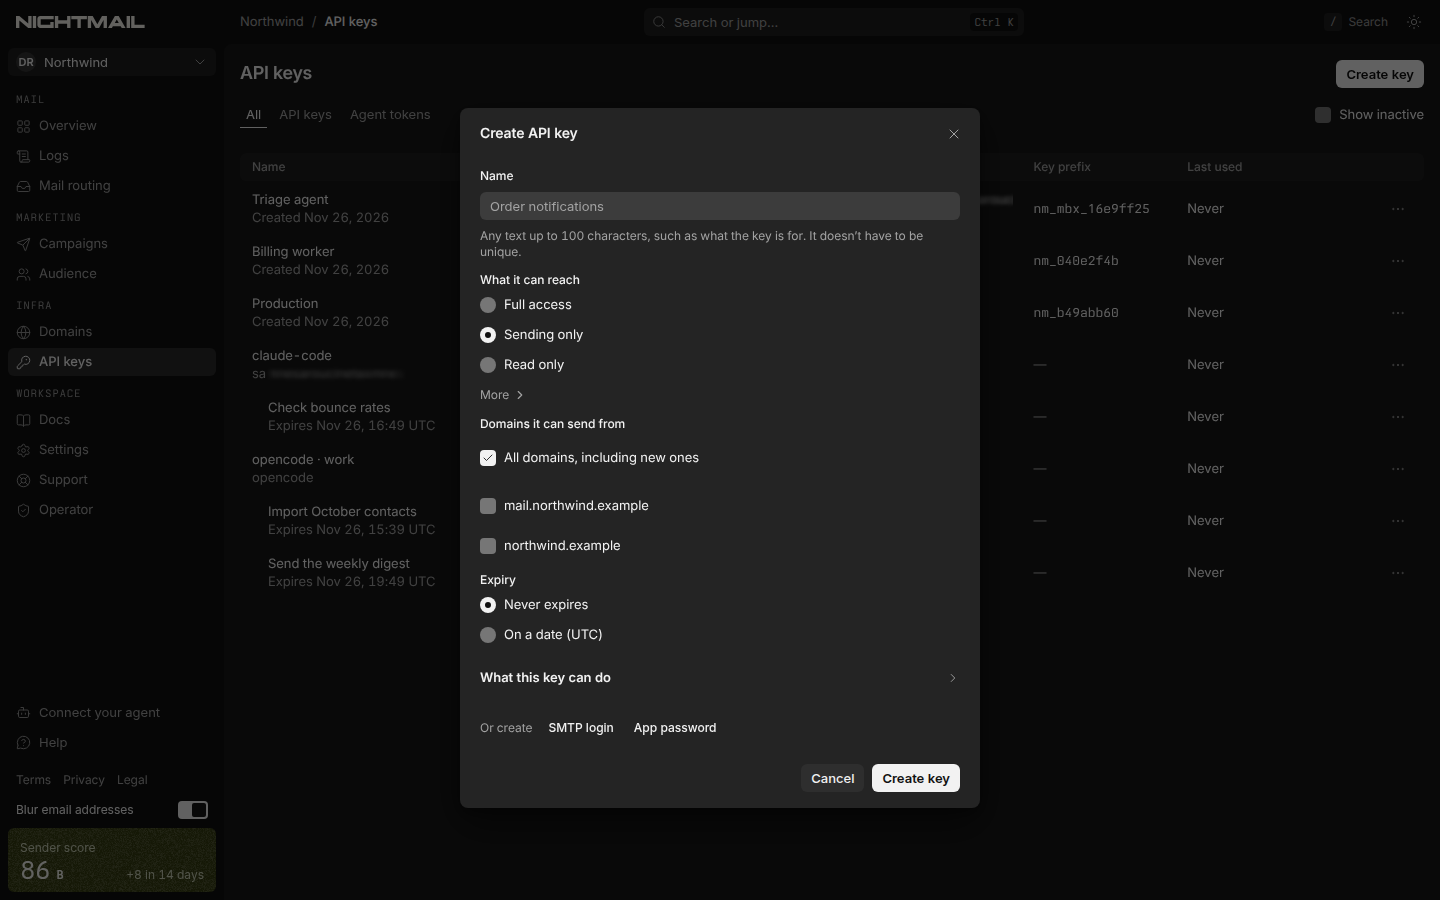 NIGHTMAIL
Northwind / API keys
Search or jump...
Ctrl K
/ Search
DR Northwind
MAIL
Overview
Logs
Mail routing
MARKETING
Campaigns
Audience
INFRA
Domains
API keys
WORKSPACE
Docs
Settings
Support
Operator
Connect your agent
Help
Terms Privacy Legal
Blur email addresses
Sender score
86 B +8 in 14 days
API keys
Create key
All API keys Agent tokens
Show inactive
Name Key prefix Last used
Triage agent
Created Nov 26, 2026
nm_mbx_16e9ff25 Never
Billing worker
Created Nov 26, 2026
nm_040e2f4b Never
Production
Created Nov 26, 2026
nm_b49abb60 Never
claude-code
sa
— Never
Check bounce rates
Expires Nov 26, 16:49 UTC
— Never
opencode · work
opencode
— Never
Import October contacts
Expires Nov 26, 15:39 UTC
— Never
Send the weekly digest
Expires Nov 26, 19:49 UTC
— Never
Create API key
Name
Order notifications
Any text up to 100 characters, such as what the key is for. It doesn't have to be
unique.
What it can reach
Full access
Sending only
Read only
More
Domains it can send from
All domains, including new ones
mail.northwind.example
northwind.example
Expiry
Never expires
On a date (UTC)
What this key can do
Or create SMTP login App password
Cancel
Create key